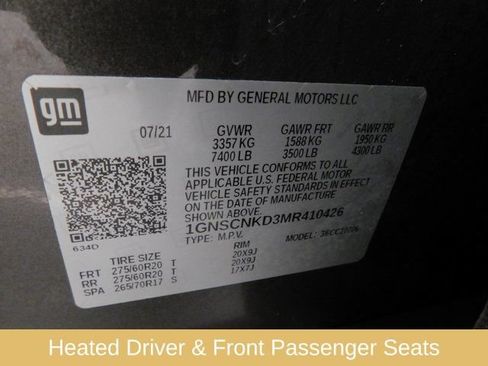 gm
MFD BY GENERAL MOTORS LLC
07/21 GVWR GAWR FRT GAWR RR
3357 KG 1588 KG 1950 KG
7400 LB 3500 LB 4300 LB
THIS VEHICLE CONFORMS TO ALL
APPLICABLE U.S. FEDERAL MOTOR
VEHICLE SAFETY STANDARDS IN EFFECT
ON THE DATE OF MANUFACTURE
SHOWN ABOVE.
1GNSCNKD3MR410426
TYPE: M.P.V. MODEL:
634D
TIRE SIZE RIM
FRT 275/60R20 T 20X9J
RR 275/60R20 T 20X9J
SPA 265/70R17 S 17X7J
Heated Driver & Front Passenger Seats